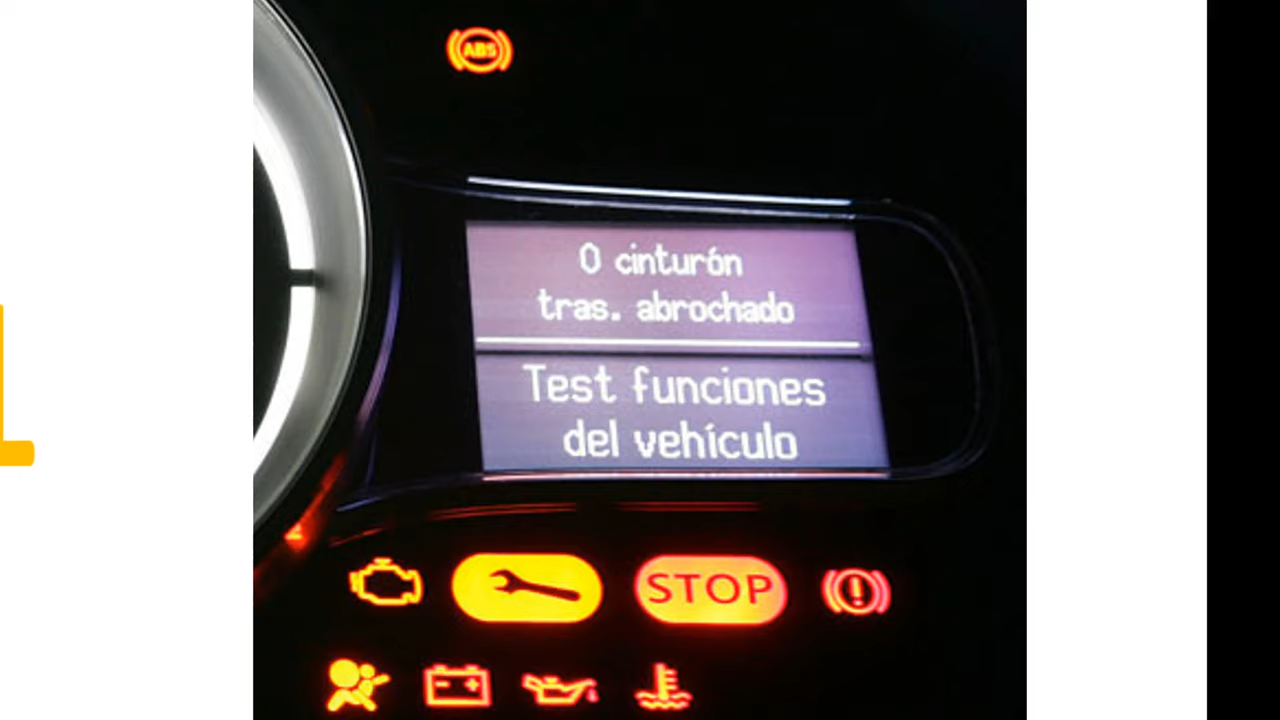 ABS
0 cinturón
tras. abrochado
Test funciones
del vehículo
STOP